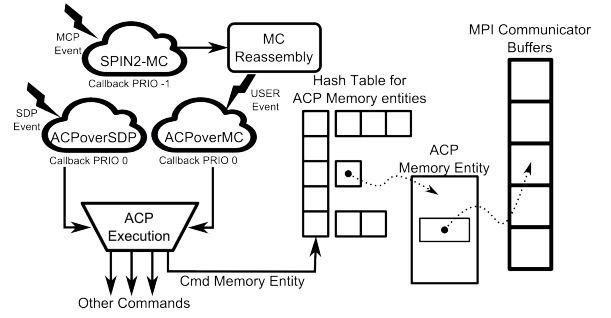 MCP
Event
SPIN2-MC
Callback PRIO -1
MC
Reassembly
SDP
Event
ACPoverSDP
Callback PRIO 0
USER
Event
ACPoverMC
Callback PRIO 0
ACP
Execution
Cmd Memory Entity
Other Commands
Hash Table for
ACP Memory entities
ACP
Memory Entity
MPI Communicator
Buffers